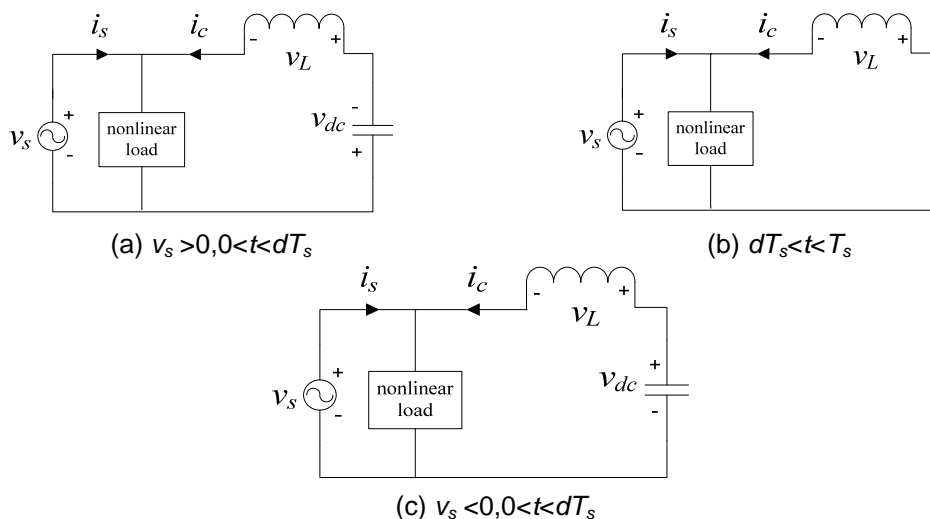 i_s i_c
- +
v_L
v_s
+
-
nonlinear
load
v_dc
-
+
(a) v_s >0,0<t<dT_s
i_s i_c
- +
v_L
v_s
+
-
nonlinear
load
(b) dT_s<t<T_s
i_s i_c
- +
v_L
v_s
+
-
nonlinear
load
v_dc
+
-
(c) v_s <0,0<t<dT_s